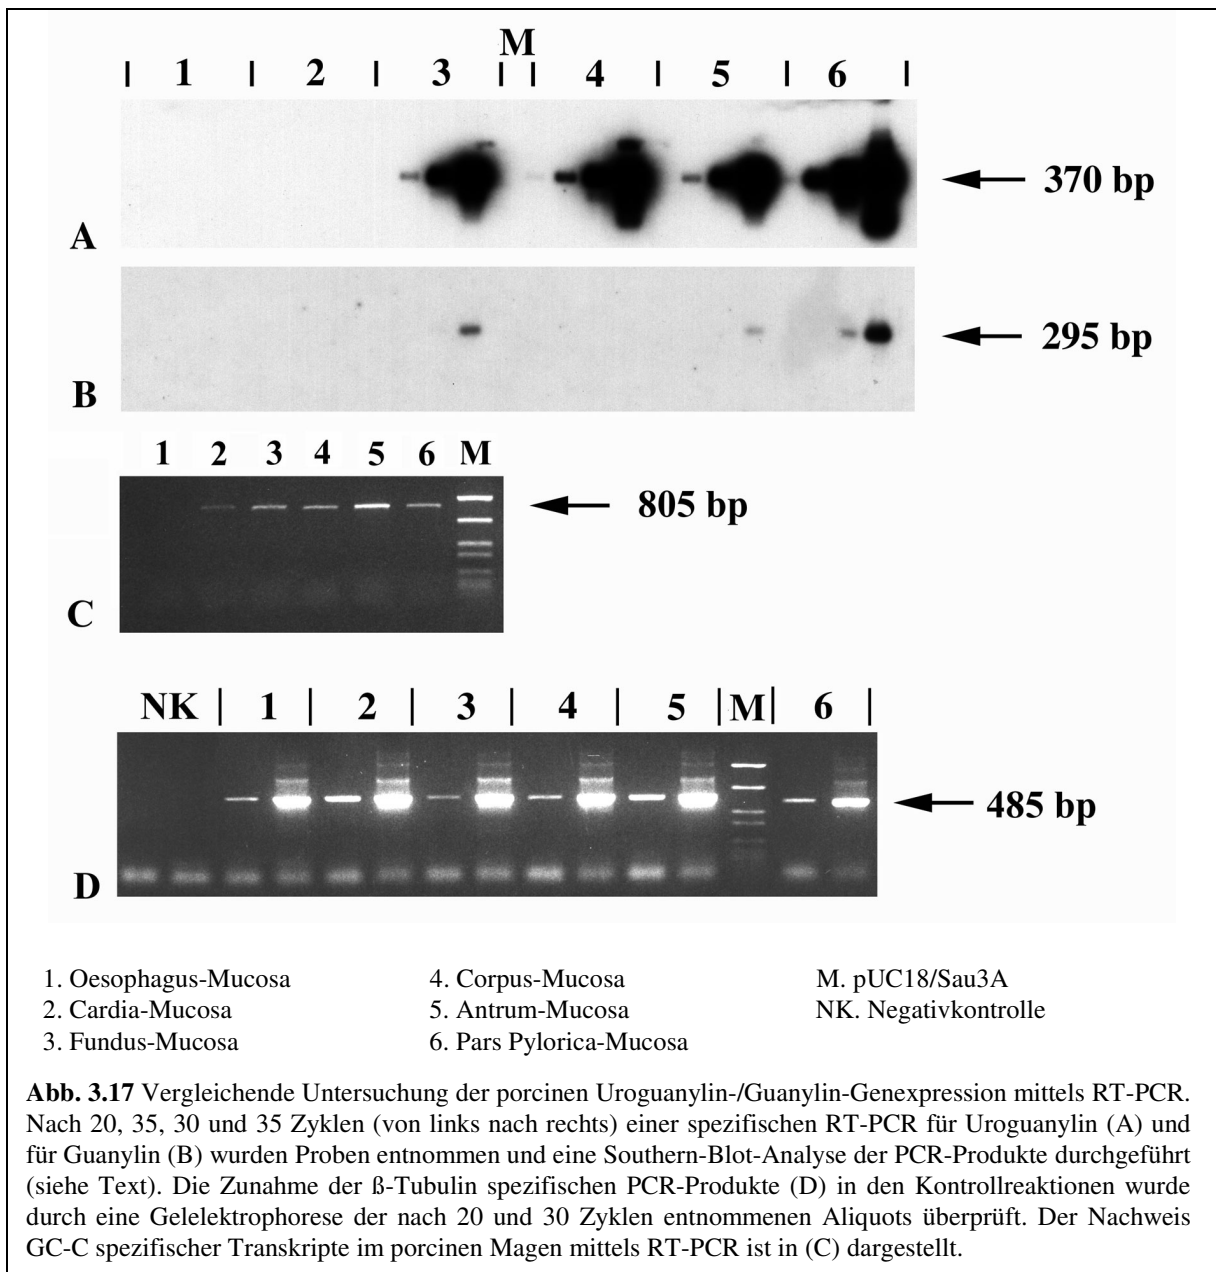 M
| 1 | 2 | 3 | | 4 | 5 | 6 |
370 bp
A
295 bp
B
1 2 3 4 5 6 M
805 bp
C
NK | 1 | 2 | 3 | 4 | 5 | M | 6 |
485 bp
D
1. Oesophagus-Mucosa 4. Corpus-Mucosa M. pUC18/Sau3A
2. Cardia-Mucosa 5. Antrum-Mucosa NK. Negativkontrolle
3. Fundus-Mucosa 6. Pars Pylorica-Mucosa
Abb. 3.17 Vergleichende Untersuchung der porcinen Uroguanylin-/Guanylin-Genexpression mittels RT-PCR.
Nach 20, 35, 30 und 35 Zyklen (von links nach rechts) einer spezifischen RT-PCR für Uroguanylin (A) und
für Guanylin (B) wurden Proben entnommen und eine Southern-Blot-Analyse der PCR-Produkte durchgeführt
(siehe Text). Die Zunahme der ß-Tubulin spezifischen PCR-Produkte (D) in den Kontrollreaktionen wurde
durch eine Gelelektrophorese der nach 20 und 30 Zyklen entnommenen Aliquots überprüft. Der Nachweis
GC-C spezifischer Transkripte im porcinen Magen mittels RT-PCR ist in (C) dargestellt.